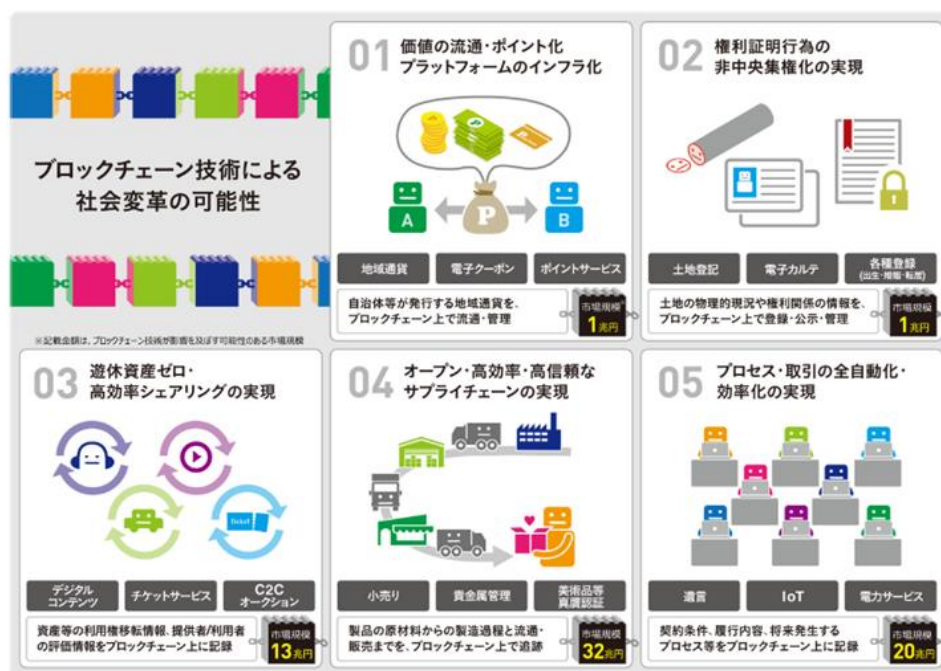 ブロックチェーン技術による
社会変革の可能性
※記載金額は、ブロックチェーン技術が影響を及ぼす可能性のある市場規模
01
価値の流通・ポイント化
プラットフォームのインフラ化
P
P
A
B
地域通貨
電子クーポン
ポイントサービス
自治体等が発行する地域通貨を、
ブロックチェーン上で流通・管理
市場規模
1兆円
02
権利証明行為の
非中央集権化の実現
土地登記
電子カルテ
各種登録
(出生・婚姻・転居)
土地の物理的現況や権利関係の情報を、
ブロックチェーン上で登録・公示・管理
市場規模
1兆円
03
遊休資産ゼロ・
高効率シェアリングの実現
Ticket
デジタル
コンテンツ
チケットサービス
C2C
オークション
資産等の利用権移転情報、提供者/利用者
の評価情報をブロックチェーン上に記録
市場規模
13兆円
04
オープン・高効率・高信頼な
サプライチェーンの実現
小売り
貴金属管理
美術品等
真贋認証
製品の原材料からの製造過程と流通・
販売までを、ブロックチェーン上で追跡
市場規模
32兆円
05
プロセス・取引の全自動化・
効率化の実現
遺言
IoT
電力サービス
契約条件、履行内容、将来発生する
プロセス等をブロックチェーン上に記録
市場規模
20兆円